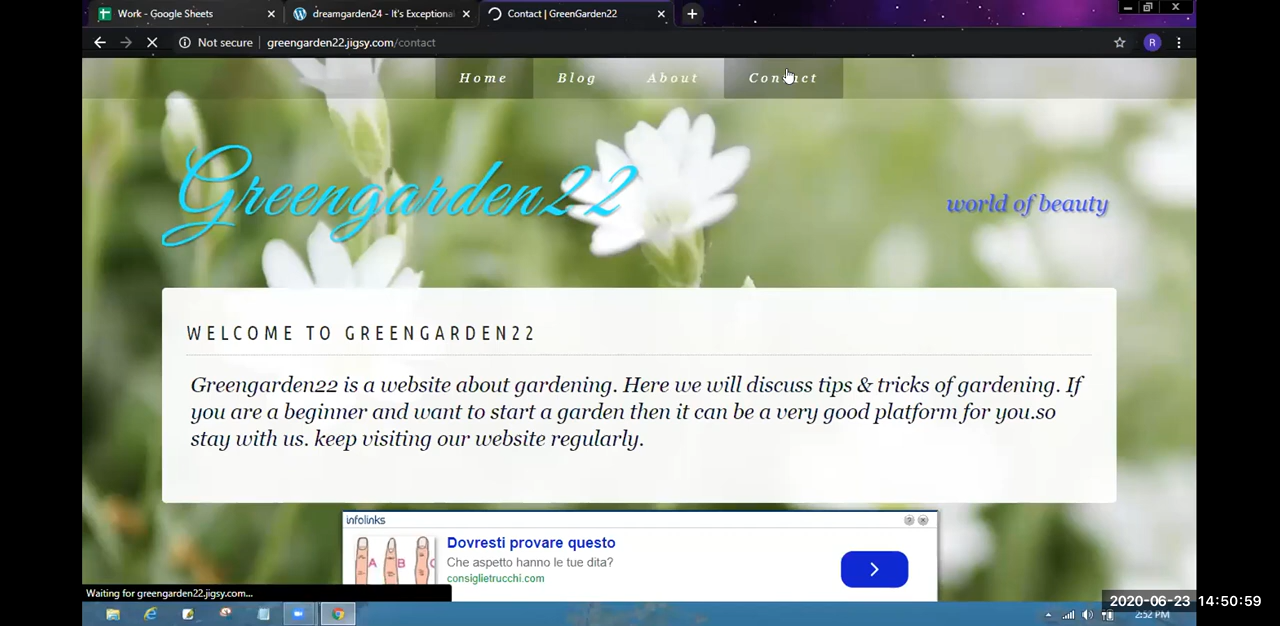 Work - Google Sheets
dreamgarden24 - It's Exceptiona
Contact | GreenGarden22
Not secure
greengarden22.jigsy.com/contact
R
Home
Blog
About
Contact
Greengarden22
world of beauty
WELCOME TO GREENGARDEN22
Greengarden22 is a website about gardening. Here we will discuss tips & tricks of gardening. If
you are a beginner and want to start a garden then it can be a very good platform for you.so
stay with us. keep visiting our website regularly.
infolinks
Dovresti provare questo
Che aspetto hanno le tue dita?
consiglietrucchi.com
A B C
Waiting for greengarden22.jigsy.com...
2020-06-23 14:50:59
2:52 PM